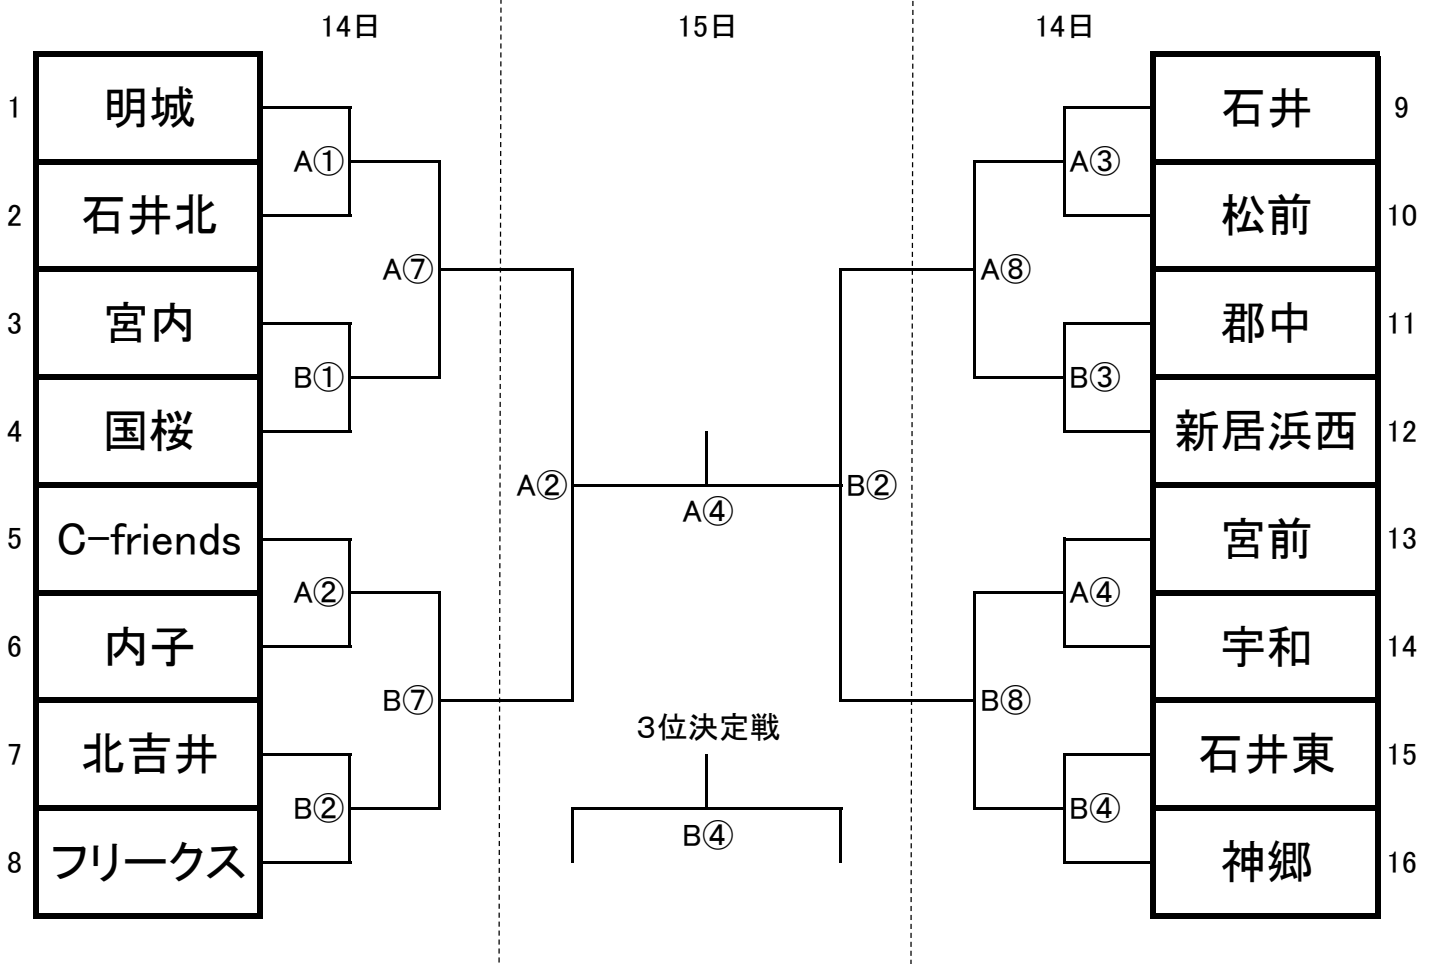 14日 15日 14日
1 明城 石井 9
A① A③
2 石井北 松前 10
A⑦ A⑧
3 宮内 郡中 11
B① B③
4 国桜 新居浜西 12
A② B②
A④
5 C-friends 宮前 13
A② A④
6 内子 宇和 14
B⑦ B⑧
3位決定戦
7 北吉井 石井東 15
B② B④
B④
8 フリークス 神郷 16